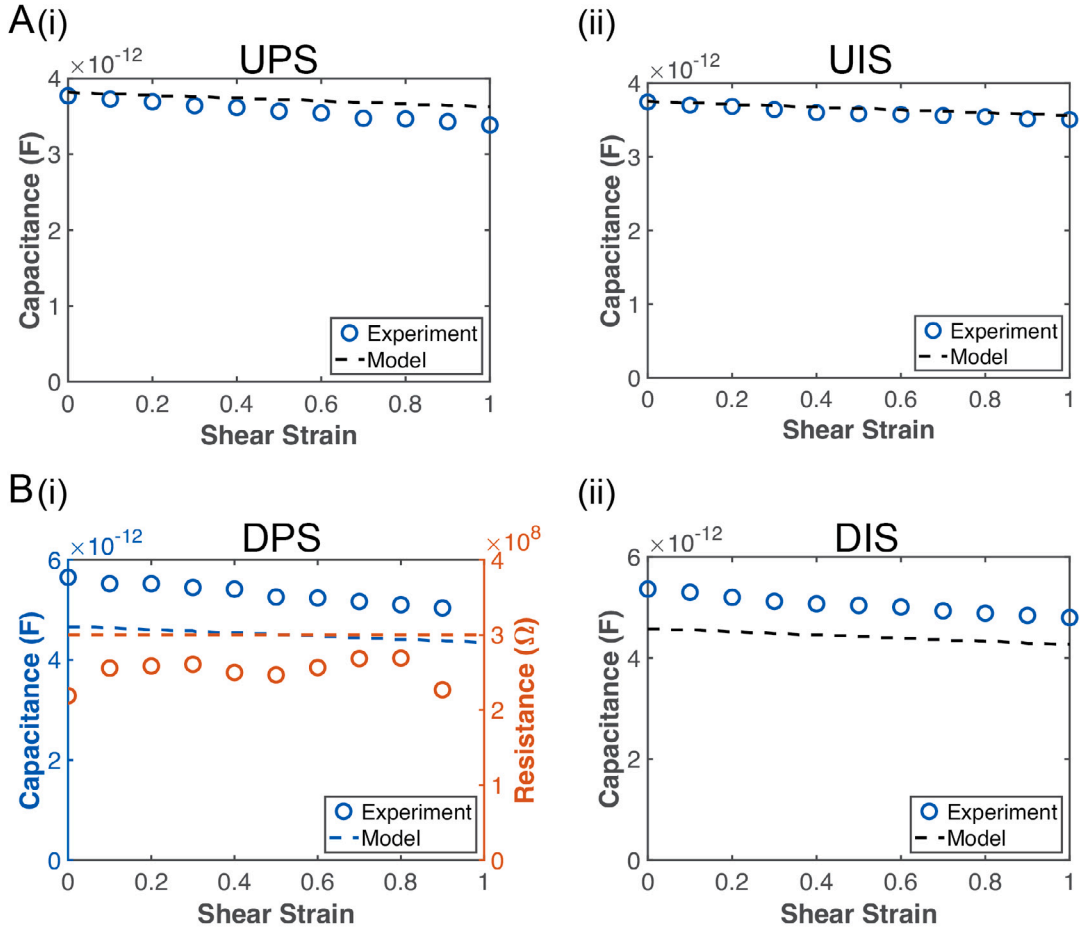 A(i)
×10⁻¹²
UPS
4
3
2
1
0
Capacitance (F)
Experiment
Model
0 0.2 0.4 0.6 0.8 1
Shear Strain
(ii)
×10⁻¹²
UIS
4
3
2
1
0
Capacitance (F)
Experiment
Model
0 0.2 0.4 0.6 0.8 1
Shear Strain
B(i)
×10⁻¹²
DPS
×10⁸
6
4
2
0
Capacitance (F)
4
3
2
1
0
Resistance (Ω)
Experiment
Model
0 0.2 0.4 0.6 0.8 1
Shear Strain
(ii)
×10⁻¹²
DIS
6
4
2
0
Capacitance (F)
Experiment
Model
0 0.2 0.4 0.6 0.8 1
Shear Strain